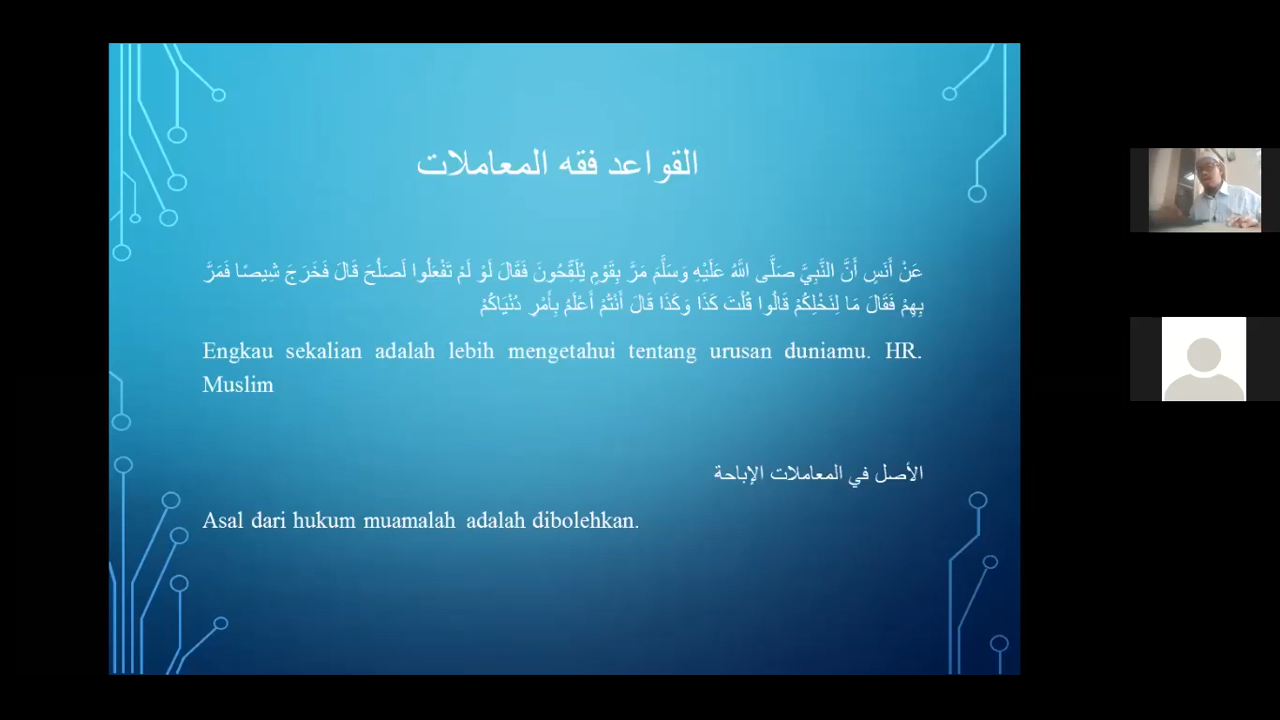 القواعد فقه المعاملات
عَنْ أَنَسٍ أَنَّ النَّبِيَّ صَلَّى اللَّهُ عَلَيْهِ وَسَلَّمَ مَرَّ بِقَوْمٍ يُلَقِّحُونَ فَقَالَ لَوْ لَمْ تَفْعَلُوا لَصَلُحَ قَالَ فَخَرَجَ شِيصًا فَمَرَّ
بِهِمْ فَقَالَ مَا لِنَخْلِكُمْ قَالُوا قُلْتَ كَذَا وَكَذَا قَالَ أَنْتُمْ أَعْلَمُ بِأَمْرِ دُنْيَاكُمْ
Engkau sekalian adalah lebih mengetahui tentang urusan duniamu. HR.
Muslim
الأصل في المعاملات الإباحة
Asal dari hukum muamalah adalah dibolehkan.